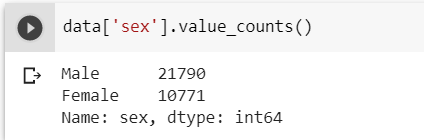 data['sex'].value_counts()
Male      21790
Female    10771
Name: sex, dtype: int64